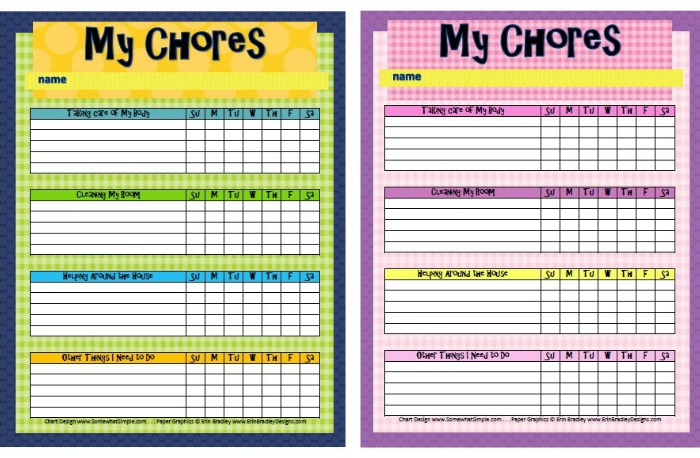 My Chores
name
Taking Care of My Body Su M Tu W Th F Sa
Cleaning My Room Su M Tu W Th F Sa
Helping Around the House Su M Tu W Th F Sa
Other Things I Need to Do Su M Tu W Th F Sa
Chart Design www.SomewhatSimple.com . . . Paper Graphics © Erin Bradley www.ErinBradleyDesigns.com
My Chores
name
Taking Care of My Body Su M Tu W Th F Sa
Cleaning My Room Su M Tu W Th F Sa
Helping Around the House Su M Tu W Th F Sa
Other Things I Need to Do Su M Tu W Th F Sa
Chart Design www.SomewhatSimple.com . . . Paper Graphics © Erin Bradley www.ErinBradleyDesigns.com